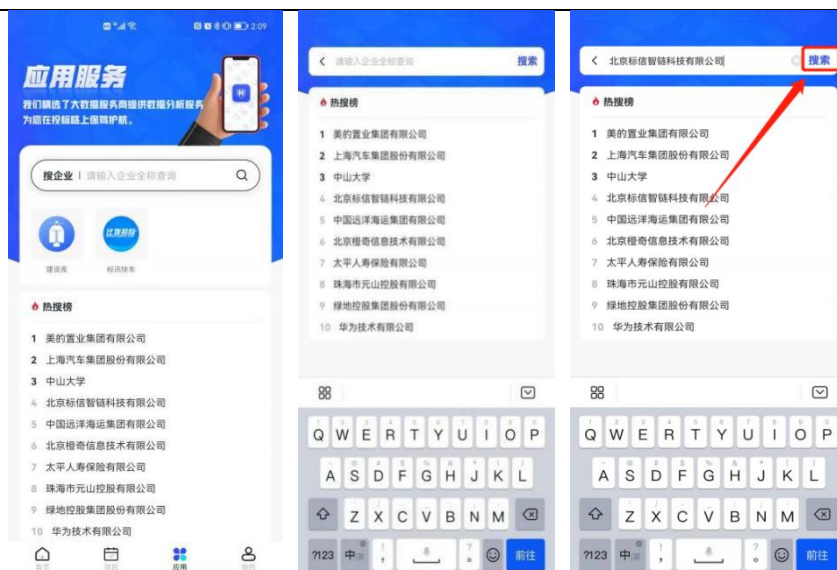 2:09
应用服务
我们精选了大数据服务商提供数据分析服务
为您在投标路上保驾护航。
搜企业 | 请输入企业全称查询
建设库
标讯快车
热搜榜
1 美的置业集团有限公司
2 上海汽车集团股份有限公司
3 中山大学
4 北京标信智链科技有限公司
5 中国远洋海运集团有限公司
6 北京橙奇信息技术有限公司
7 太平人寿保险有限公司
8 珠海市元山控股有限公司
9 绿地控股集团股份有限公司
10 华为技术有限公司
首页 项目 应用 我的
请输入企业全称查询 搜索
热搜榜
1 美的置业集团有限公司
2 上海汽车集团股份有限公司
3 中山大学
4 北京标信智链科技有限公司
5 中国远洋海运集团有限公司
6 北京橙奇信息技术有限公司
7 太平人寿保险有限公司
8 珠海市元山控股有限公司
9 绿地控股集团股份有限公司
10 华为技术有限公司
Q W E R T Y U I O P
A S D F G H J K L
Z X C V B N M
?123 中 ! , ? 。 前往
北京标信智链科技有限公司 搜索
热搜榜
1 美的置业集团有限公司
2 上海汽车集团股份有限公司
3 中山大学
4 北京标信智链科技有限公司
5 中国远洋海运集团有限公司
6 北京橙奇信息技术有限公司
7 太平人寿保险有限公司
8 珠海市元山控股有限公司
9 绿地控股集团股份有限公司
10 华为技术有限公司
Q W E R T Y U I O P
A S D F G H J K L
Z X C V B N M
?123 中 ! , ? 。 前往